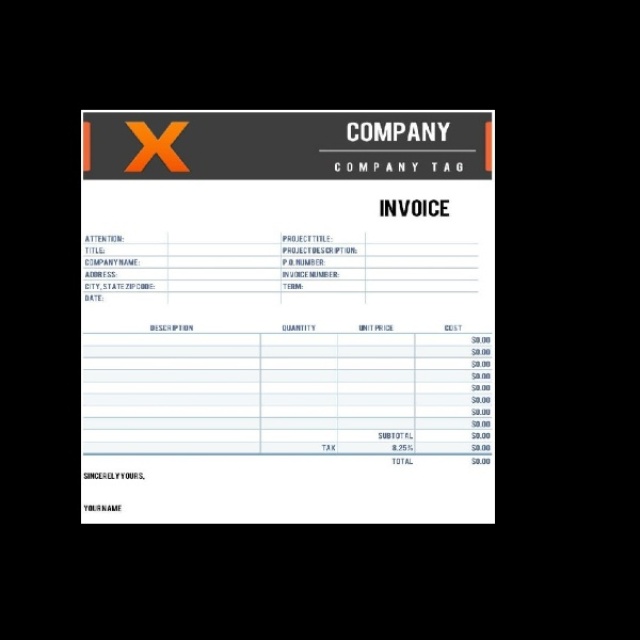 X
COMPANY
COMPANY TAG
INVOICE
ATTENTION: PROJECT TITLE:
TITLE: PROJECT DESCRIPTION:
COMPANY NAME: P.O. NUMBER:
ADDRESS: INVOICE NUMBER:
CITY, STATE ZIP CODE: TERM:
DATE:
DESCRIPTION QUANTITY UNIT PRICE COST
$0.00
$0.00
$0.00
$0.00
$0.00
$0.00
$0.00
$0.00
SUBTOTAL $0.00
TAX 8.25% $0.00
TOTAL $0.00
SINCERELY YOURS,
YOUR NAME